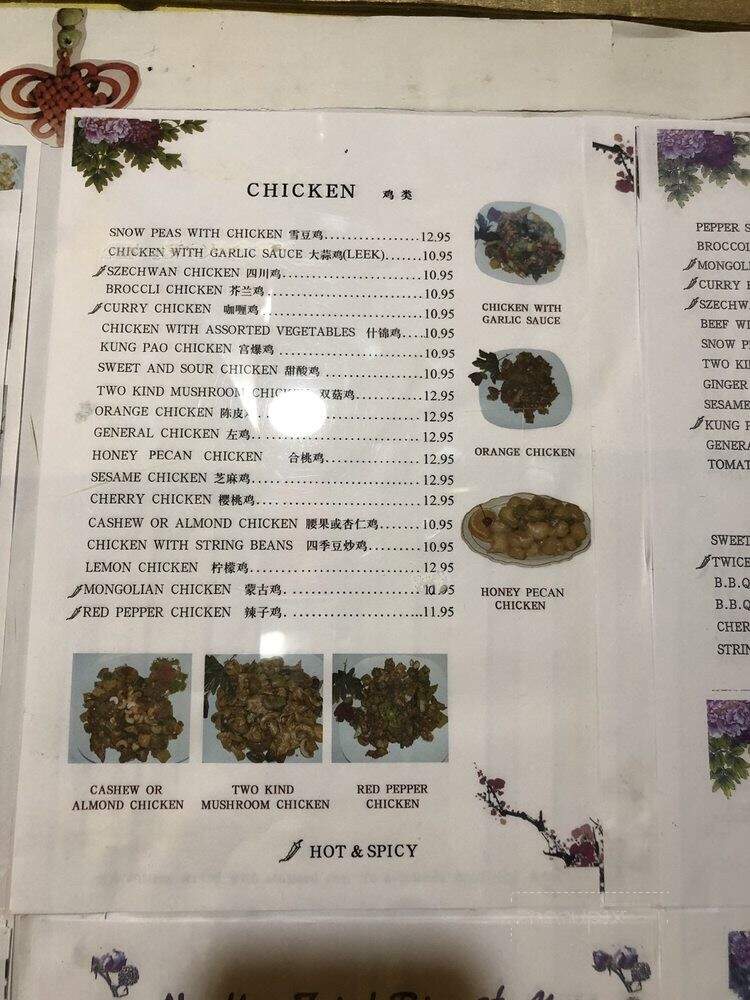 CHICKEN 鸡类
SNOW PEAS WITH CHICKEN 雪豆鸡..................12.95
CHICKEN WITH GARLIC SAUCE 大蒜鸡(LEEK).......10.95
SZECHWAN CHICKEN 四川鸡..........................10.95
BROCCLI CHICKEN 芥兰鸡.............................10.95
CURRY CHICKEN 咖喱鸡..............................10.95
CHICKEN WITH ASSORTED VEGETABLES 什锦鸡....10.95
KUNG PAO CHICKEN 宫爆鸡..........................10.95
SWEET AND SOUR CHICKEN 甜酸鸡..................10.95
TWO KIND MUSHROOM 双菇鸡...............12.95
ORANGE CHICKEN 陈皮鸡.................12.95
GENERAL CHICKEN 左鸡..............................12.95
HONEY PECAN CHICKEN 合桃鸡....................12.95
SESAME CHICKEN 芝麻鸡..............................12.95
CHERRY CHICKEN 樱桃鸡..............................12.95
CASHEW OR ALMOND CHICKEN 腰果或杏仁鸡.......10.95
CHICKEN WITH STRING BEANS 四季豆炒鸡.........10.95
LEMON CHICKEN 柠檬鸡..............................12.95
MONGOLIAN CHICKEN 蒙古鸡......................
RED PEPPER CHICKEN 辣子鸡........................11.95
CHICKEN WITH
GARLIC SAUCE
ORANGE CHICKEN
HONEY PECAN
CHICKEN
CASHEW OR
ALMOND CHICKEN
TWO KIND
MUSHROOM CHICKEN
RED PEPPER
CHICKEN
HOT & SPICY
PEPPER
MONGOL
CURRY
SZECHW
BEEF
SNOW
TWO
GINGER
SESAME
KUNG
GENERA
TOMAT
SWEET
TWICE
B.B.Q
B.B.Q
CHER
STRIN